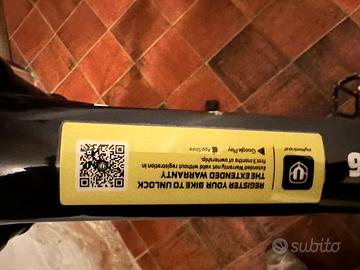 REGISTER YOUR BIKE TO UNLOCK
THE EXTENDED WARRANTY
Extended Warranty not valid without registration in
first 3 months of ownership.
Google Play
App Store
subito